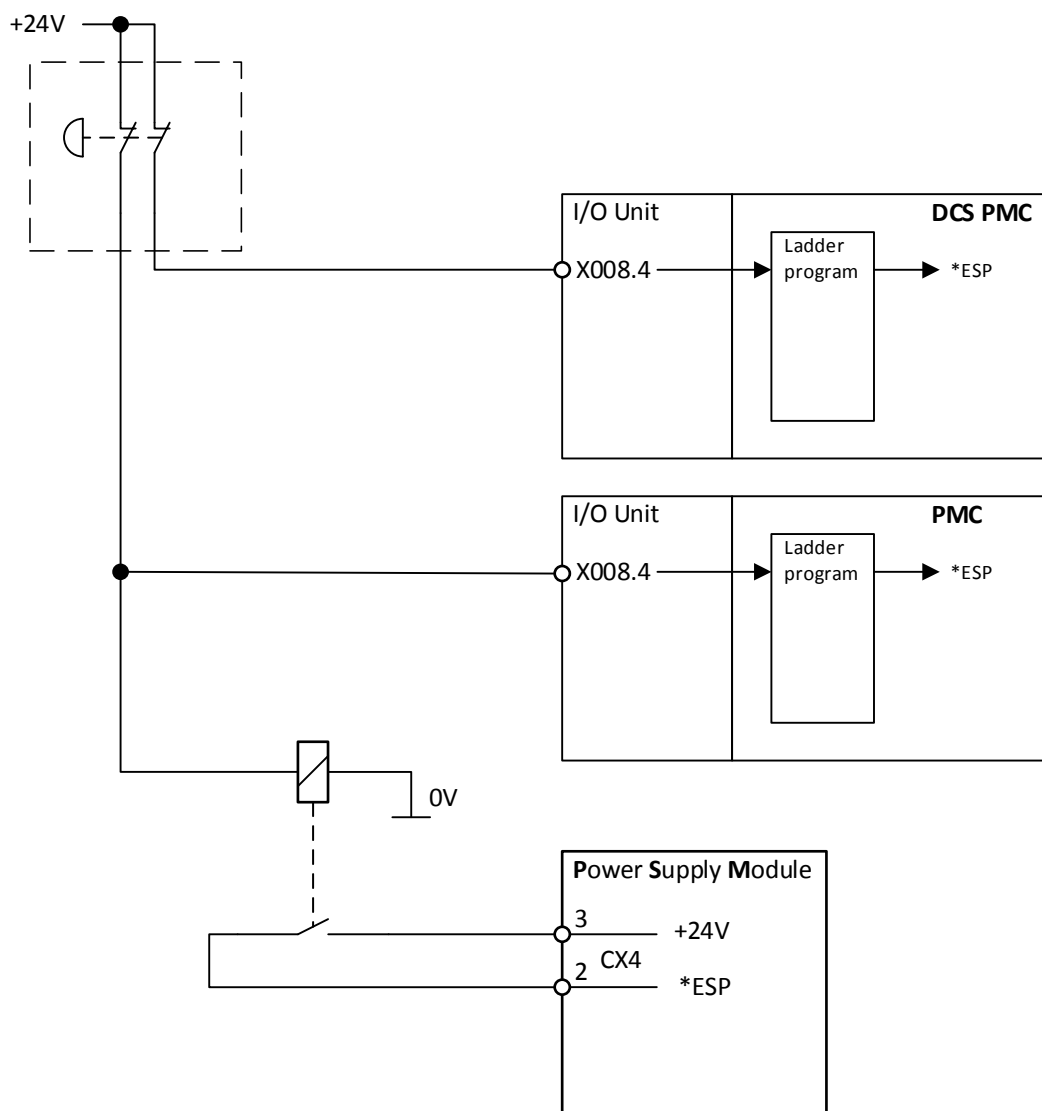 +24V
I/O Unit
DCS PMC
Ladder
program
X008.4
*ESP
I/O Unit
PMC
Ladder
program
X008.4
*ESP
0V
Power Supply Module
3
+24V
CX4
2
*ESP